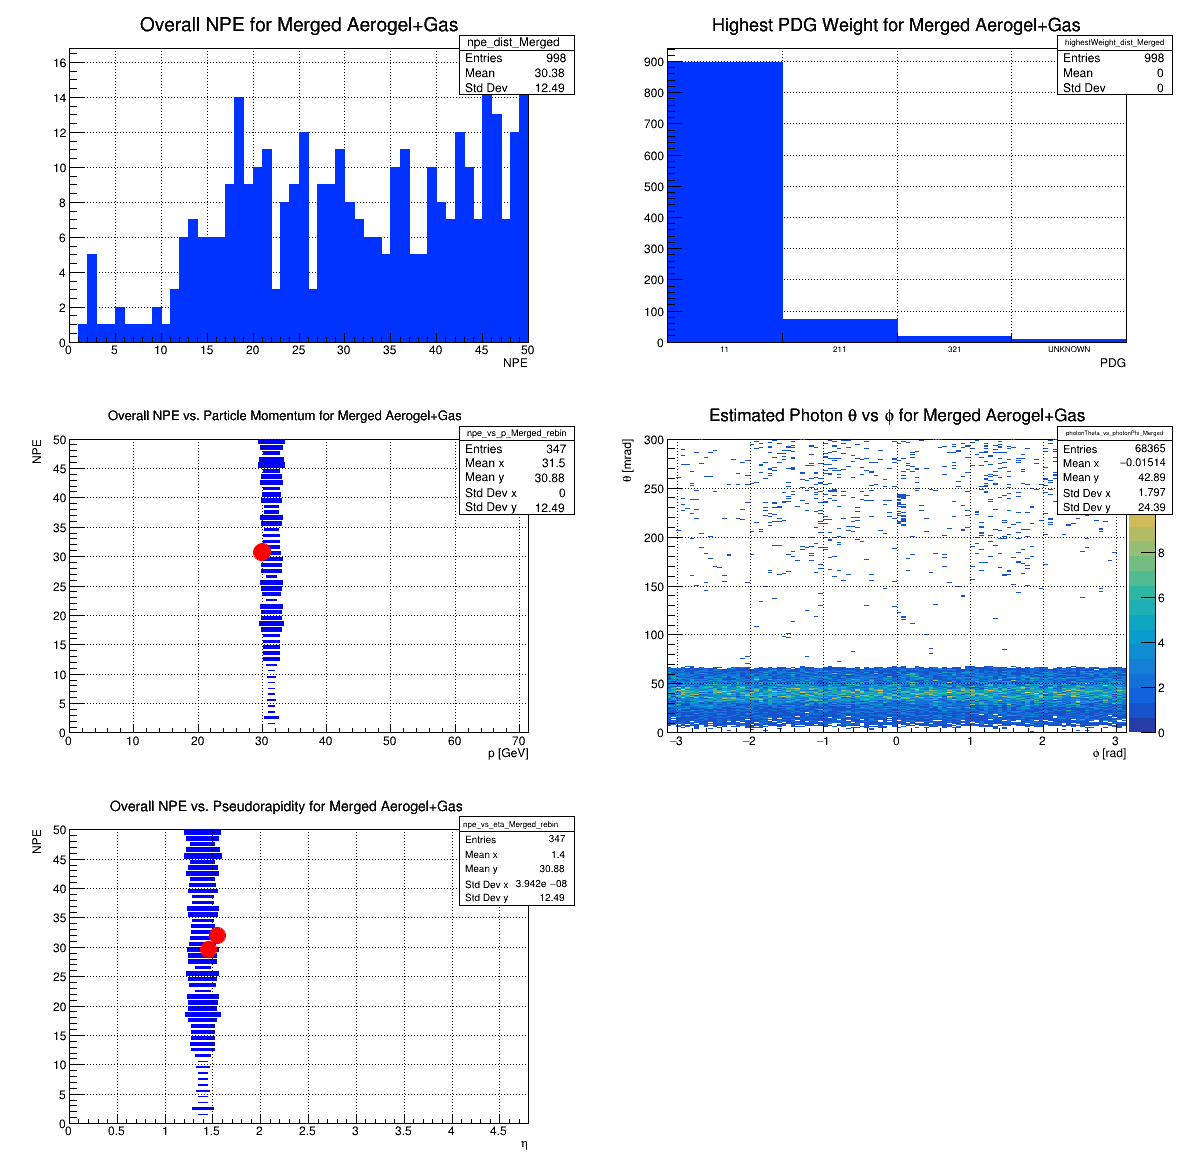 Overall NPE for Merged Aerogel+Gas
npe_dist_Merged
Entries 998
Mean 30.38
Std Dev 12.49
16
14
12
10
8
6
4
2
0
0 5 10 15 20 25 30 35 40 45 50
NPE
Highest PDG Weight for Merged Aerogel+Gas
highestWeight_dist_Merged
Entries 998
Mean 0
Std Dev 0
900
800
700
600
500
400
300
200
100
0
11 211 321 UNKNOWN
PDG
Overall NPE vs. Particle Momentum for Merged Aerogel+Gas
npe_vs_p_Merged_rebin
Entries 347
Mean x 31.5
Mean y 30.88
Std Dev x 0
Std Dev y 12.49
NPE
50
45
40
35
30
25
20
15
10
5
0
0 10 20 30 40 50 60 70
p [GeV]
Estimated Photon θ vs ϕ for Merged Aerogel+Gas
photonTheta_vs_photonPhi_Merged
Entries 68365
Mean x −0.01514
Mean y 42.89
Std Dev x 1.797
Std Dev y 24.39
θ [mrad]
300
250
200
150
100
50
0
−3 −2 −1 0 1 2 3
ϕ [rad]
8
6
4
2
0
Overall NPE vs. Pseudorapidity for Merged Aerogel+Gas
npe_vs_eta_Merged_rebin
Entries 347
Mean x 1.4
Mean y 30.88
Std Dev x 3.942e −08
Std Dev y 12.49
NPE
50
45
40
35
30
25
20
15
10
5
0
0 0.5 1 1.5 2 2.5 3 3.5 4 4.5
η